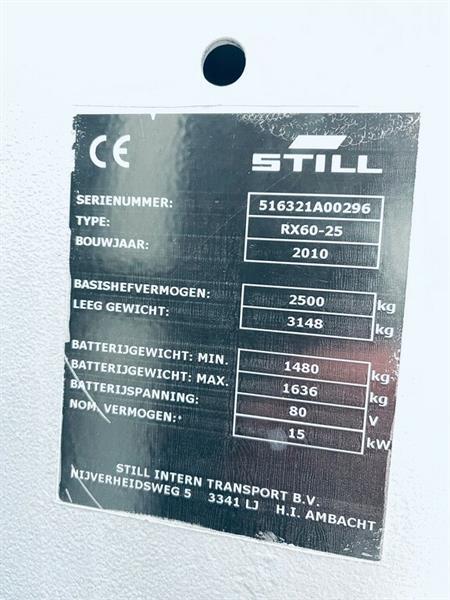 CE STILL
SERIENUMMER: 516321A00296
TYPE: RX60-25
BOUWJAAR: 2010
BASISHEFVERMOGEN: 2500 kg
LEEG GEWICHT: 3148 kg
BATTERIJGEWICHT: MIN. 1480 kg
BATTERIJGEWICHT: MAX. 1636 kg
BATTERIJSPANNING: 80 V
NOM. VERMOGEN: 15 kW
STILL INTERN TRANSPORT B.V.
NIJVERHEIDSWEG 5 3341 LJ H.I. AMBACHT